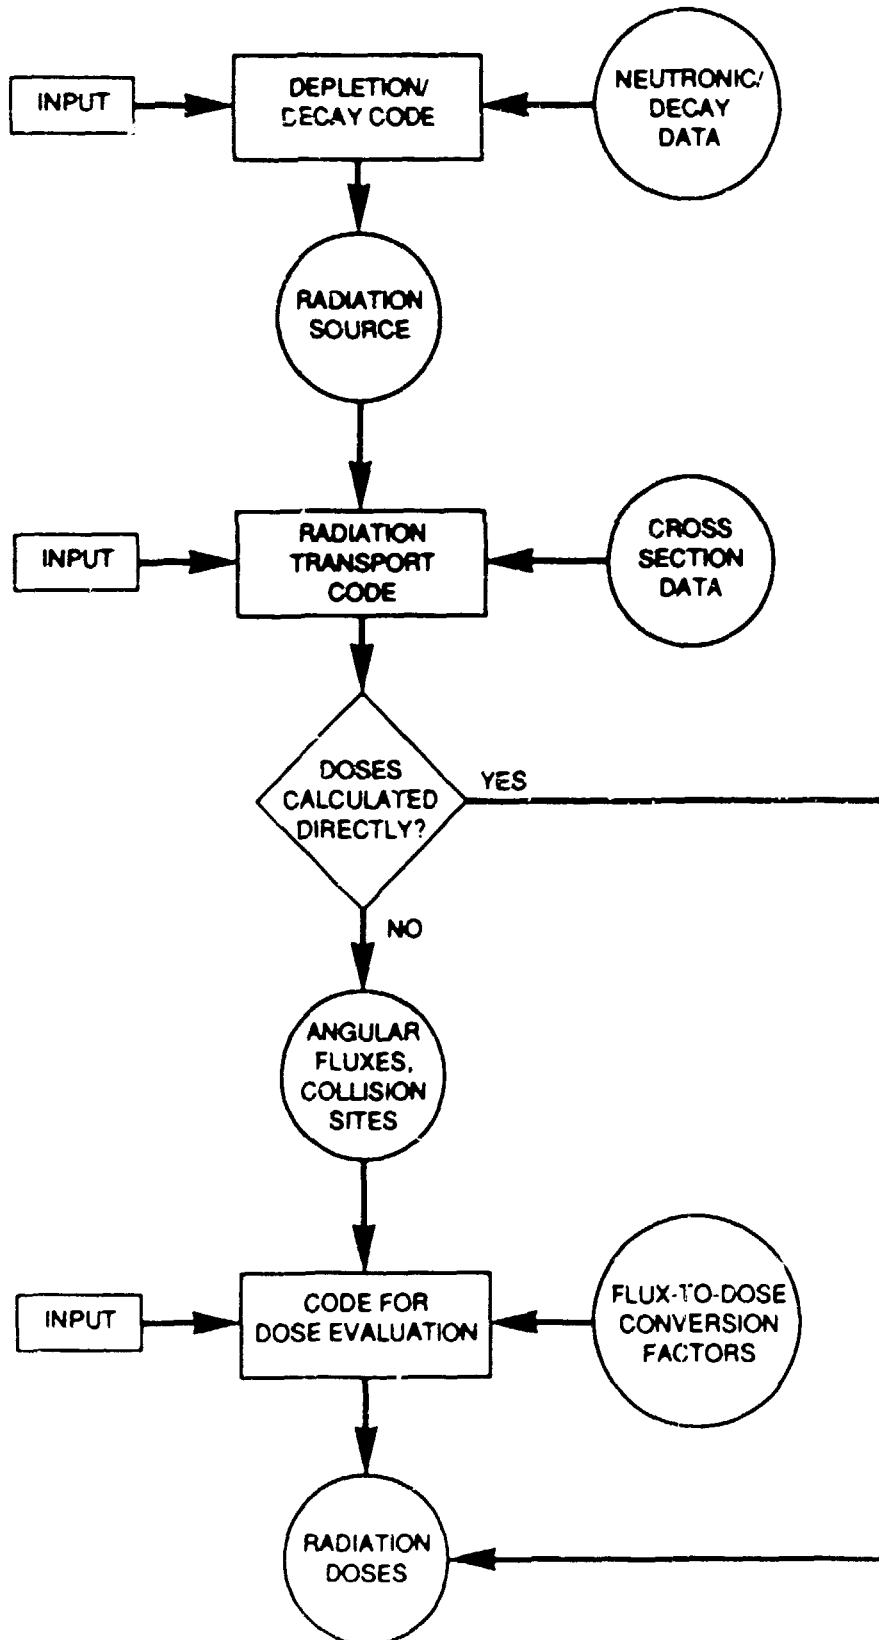 INPUT
DEPLETION/
DECAY CODE
NEUTRONIC/
DECAY
DATA
RADIATION
SOURCE
INPUT
RADIATION
TRANSPORT
CODE
CROSS
SECTION
DATA
DOSES
CALCULATED
DIRECTLY?
YES
NO
ANGULAR
FLUXES,
COLLISION
SITES
INPUT
CODE FOR
DOSE EVALUATION
FLUX-TO-DOSE
CONVERSION
FACTORS
RADIATION
DOSES